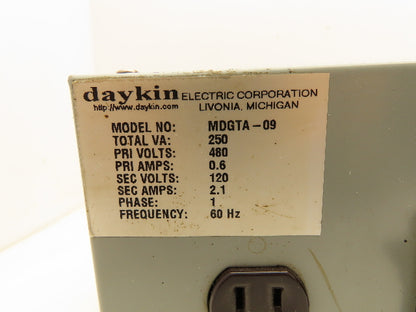 daykin ELECTRIC CORPORATION
http://www.daykin.com LIVONIA, MICHIGAN
MODEL NO: MDGTA-09
TOTAL VA: 250
PRI VOLTS: 480
PRI AMPS: 0.6
SEC VOLTS: 120
SEC AMPS: 2.1
PHASE: 1
FREQUENCY: 60 Hz